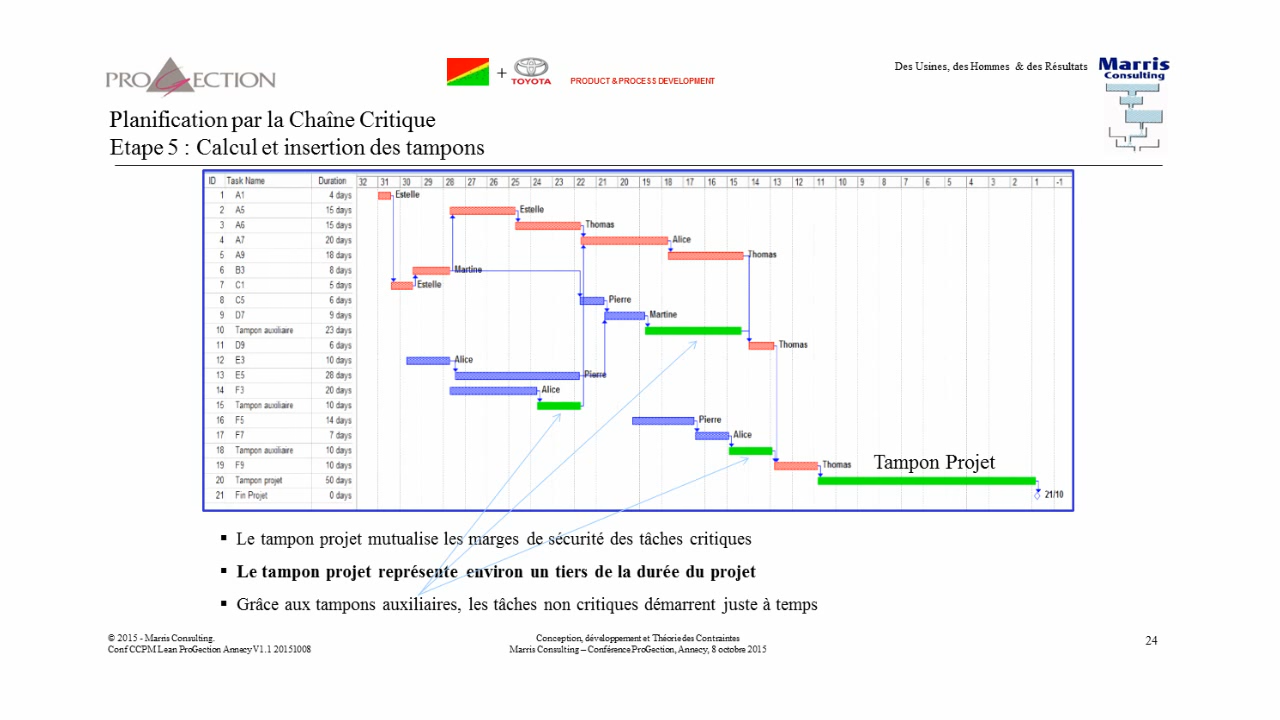 PROGECTION
+
TOYOTA
PRODUCT & PROCESS DEVELOPMENT
Des Usines, des Hommes & des Résultats
Marris
Consulting
Planification par la Chaîne Critique
Etape 5 : Calcul et insertion des tampons
ID Task Name Duration 32 31 30 29 28 27 26 25 24 23 22 21 20 19 18 17 16 15 14 13 12 11 10 9 8 7 6 5 4 3 2 1 -1
1 A1 4 days Estelle
2 A5 15 days Estelle
3 A6 15 days Thomas
4 A7 20 days Alice
5 A9 18 days Thomas
6 B3 8 days Martine
7 C1 5 days Estelle
8 C5 6 days Pierre
9 D7 9 days Martine
10 Tampon auxiliaire 23 days
11 D9 6 days Thomas
12 E3 10 days Alice
13 E5 28 days Pierre
14 F3 20 days Alice
15 Tampon auxiliaire 10 days
16 F5 14 days Pierre
17 F7 7 days Alice
18 Tampon auxiliaire 10 days
19 F9 10 days Thomas
Tampon Projet
20 Tampon projet 50 days
21 Fin Projet 0 days 21/10
▪ Le tampon projet mutualise les marges de sécurité des tâches critiques
▪ Le tampon projet représente environ un tiers de la durée du projet
▪ Grâce aux tampons auxiliaires, les tâches non critiques démarrent juste à temps
© 2015 - Marris Consulting.
Conf CCPM Lean ProGection Annecy V1.1 20151008
Conception, développement et Théorie des Contraintes
Marris Consulting – Conférence ProGection, Annecy, 8 octobre 2015
24